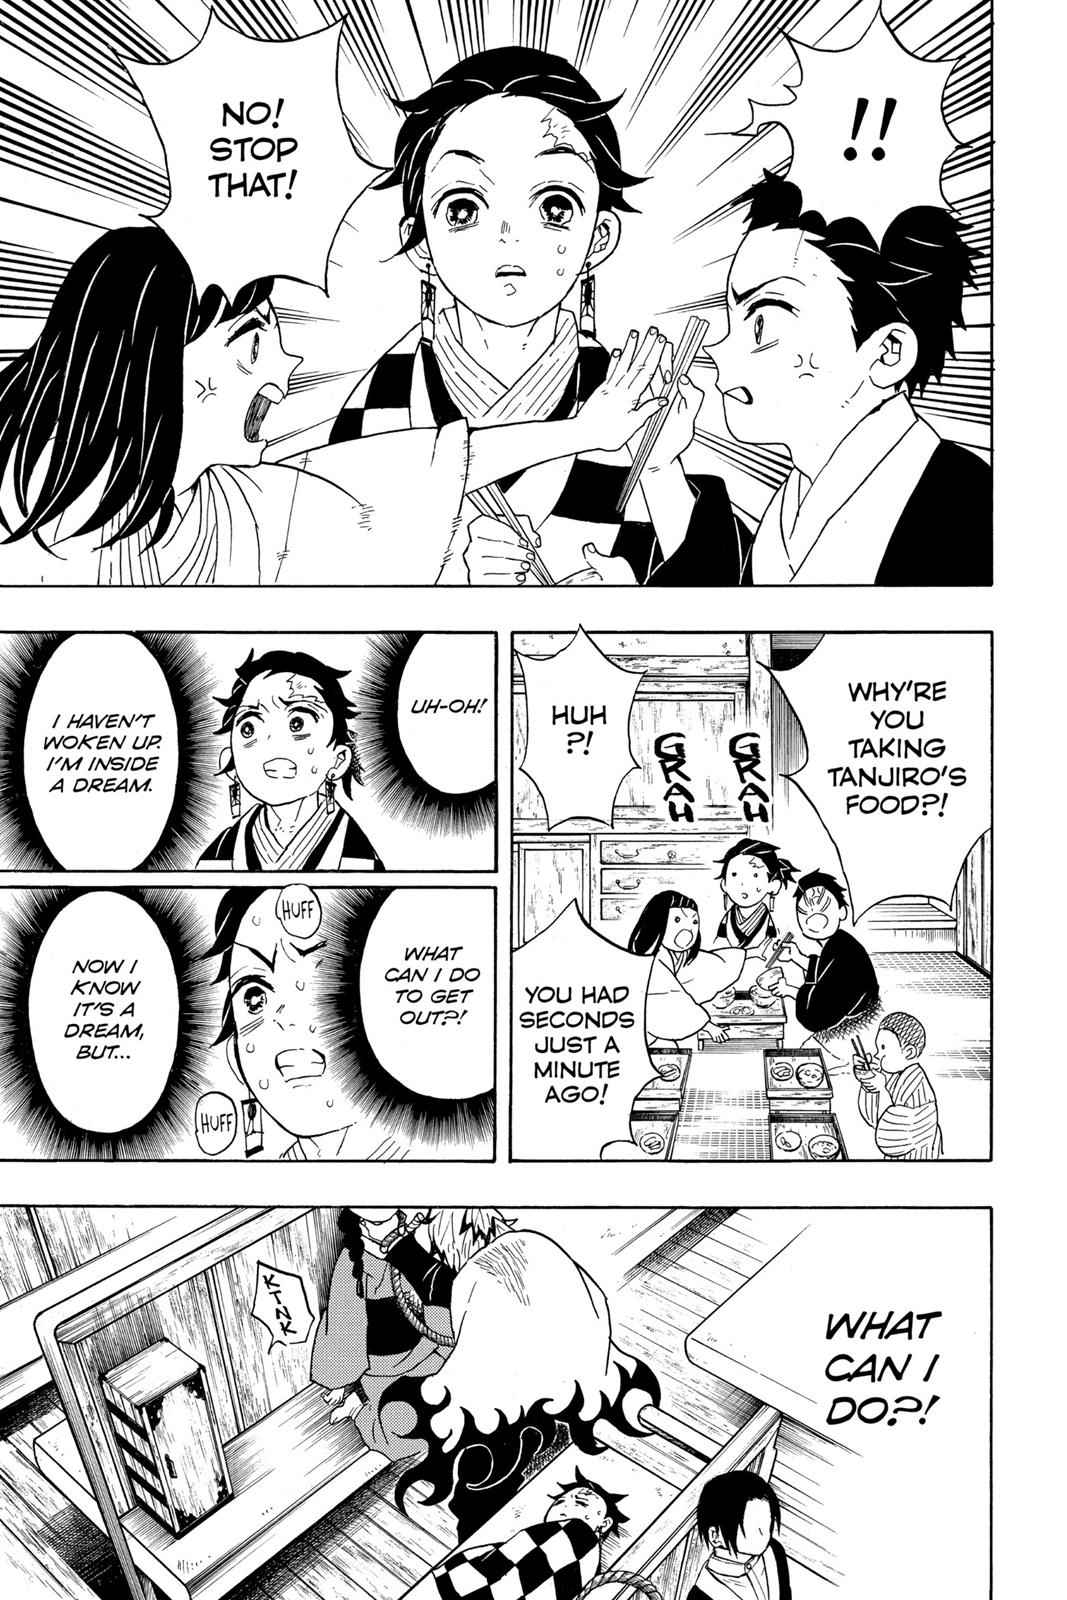 !!
NO!
STOP
THAT!
WHY'RE
YOU
TAKING
TANJIRO'S
FOOD?!
GRAH
GRAH
HUH
?!
YOU HAD
SECONDS
JUST A
MINUTE
AGO!
UH-OH!
I HAVEN'T
WOKEN UP.
I'M INSIDE
A DREAM.
WHAT
CAN I DO
TO GET
OUT?!
HUFF
HUFF
NOW I
KNOW
IT'S A
DREAM,
BUT...
WHAT
CAN I
DO?!
KTNK